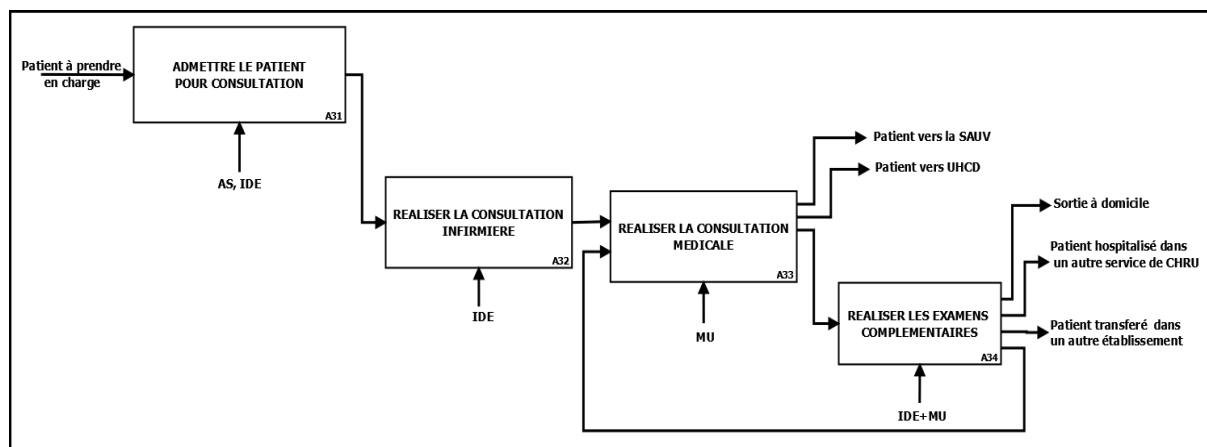 Patient à prendre
en charge
ADMETTRE LE PATIENT
POUR CONSULTATION
A31
AS, IDE
REALISER LA CONSULTATION
INFIRMIERE
A32
IDE
REALISER LA CONSULTATION
MEDICALE
A33
MU
Patient vers la SAUV
Patient vers UHCD
REALISER LES EXAMENS
COMPLEMENTAIRES
A34
IDE+MU
Sortie à domicile
Patient hospitalisé dans
un autre service de CHRU
Patient transferé dans
un autre établissement